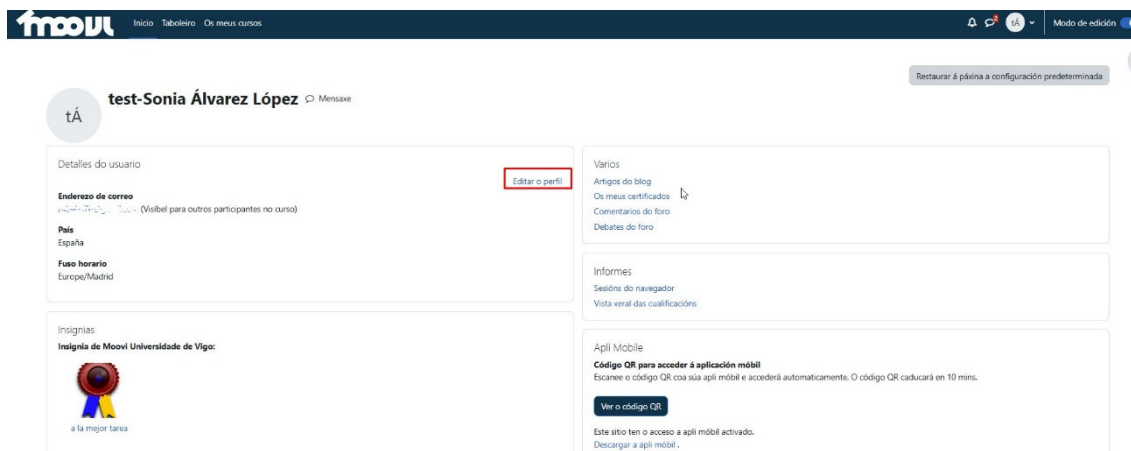 moovi Inicio Taboleiro Os meus cursos
2 tÁ Modo de edición
Restaurar á páxina a configuración predeterminada
tÁ
test-Sonia Álvarez López Mensaxe
Detalles do usuario
Editar o perfil
Enderezo de correo
(Visíbel para outros participantes no curso)
País
España
Fuso horario
Europe/Madrid
Insignias
Insignia de Moovi Universidade de Vigo:
a la mejor tarea
Varios
Artigos do blog
Os meus certificados
Comentarios do foro
Debates do foro
Informes
Sesións do navegador
Vista xeral das cualificacións
Apli Mobile
Código QR para acceder á aplicación móbil
Escanee o código QR coa súa apli móbil e accederá automaticamente. O código QR caducará en 10 mins.
Ver o código QR
Este sitio ten o acceso a apli móbil activado.
Descargar a apli móbil.